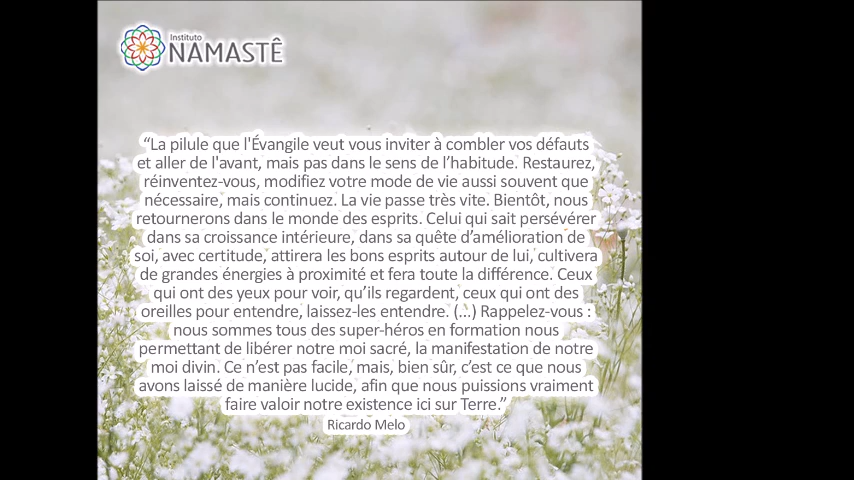 Instituto
NAMASTÊ
“La pilule que l'Évangile veut vous inviter à combler vos défauts
et aller de l'avant, mais pas dans le sens de l’habitude. Restaurez,
réinventez-vous, modifiez votre mode de vie aussi souvent que
nécessaire, mais continuez. La vie passe très vite. Bientôt, nous
retournerons dans le monde des esprits. Celui qui sait persévérer
dans sa croissance intérieure, dans sa quête d’amélioration de
soi, avec certitude, attirera les bons esprits autour de lui, cultivera
de grandes énergies à proximité et fera toute la différence. Ceux
qui ont des yeux pour voir, qu’ils regardent, ceux qui ont des
oreilles pour entendre, laissez-les entendre. (...) Rappelez-vous :
nous sommes tous des super-héros en formation nous
permettant de libérer notre moi sacré, la manifestation de notre
moi divin. Ce n’est pas facile, mais, bien sûr, c’est ce que nous
avons laissé de manière lucide, afin que nous puissions vraiment
faire valoir notre existence ici sur Terre.”
Ricardo Melo